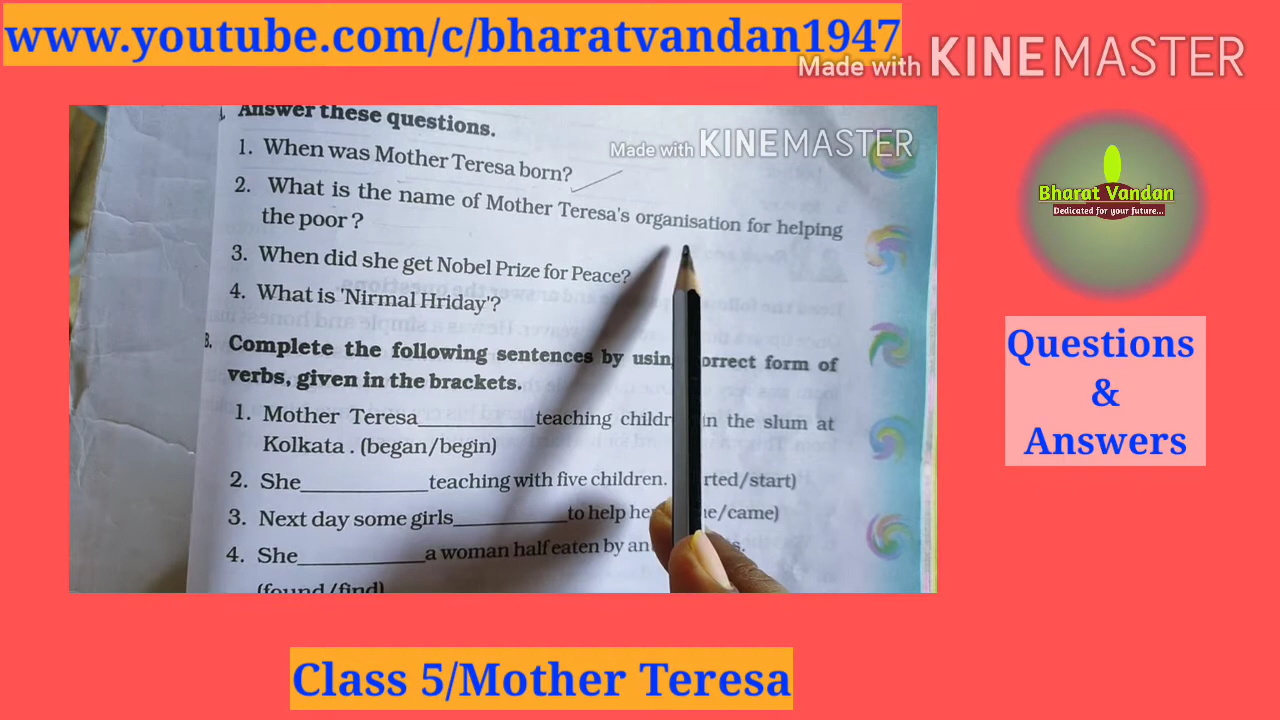 www.youtube.com/c/bharatvandan1947
Made with KINEMASTER
Answer these questions.
Made with KINEMASTER
1. When was Mother Teresa born?
2. What is the name of Mother Teresa's organisation for helping
the poor ?
3. When did she get Nobel Prize for Peace?
4. What is 'Nirmal Hriday'?
B. Complete the following sentences by using correct form of
verbs, given in the brackets.
1. Mother Teresa__________teaching children in the slum at
Kolkata . (began/begin)
2. She__________teaching with five children. rted/start)
3. Next day some girls__________to help her /came)
4. She__________a woman half eaten by
(found/find)
Bharat Vandan
Dedicated for your future...
Questions
&
Answers
Class 5/Mother Teresa